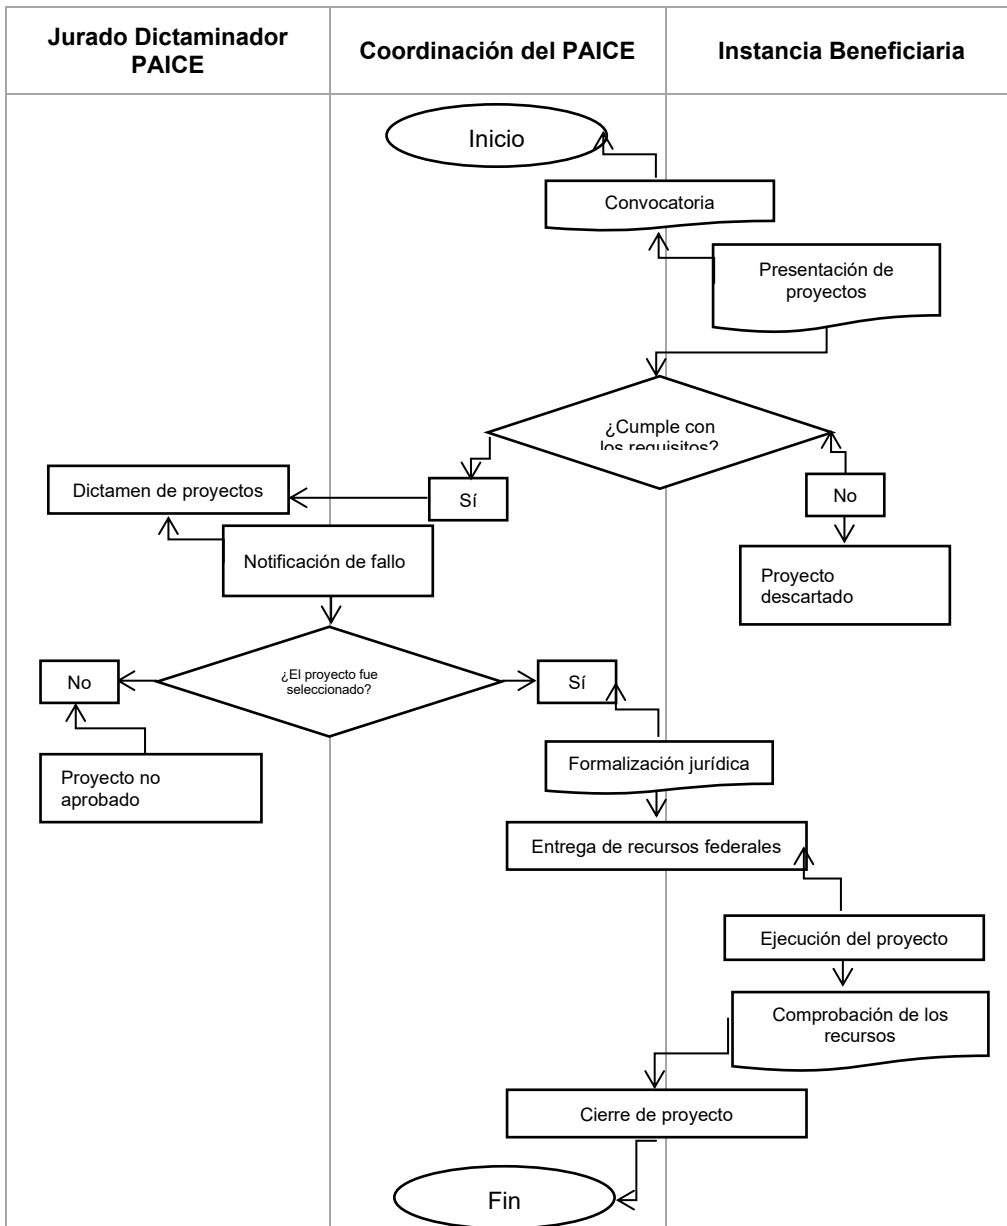 Jurado Dictaminador
PAICE
Coordinación del PAICE
Instancia Beneficiaria
Inicio
Convocatoria
Presentación de
proyectos
¿Cumple con
los requisitos?
Dictamen de proyectos
Sí
No
Notificación de fallo
Proyecto
descartado
¿El proyecto fue
seleccionado?
No
Sí
Formalización jurídica
Proyecto no
aprobado
Entrega de recursos federales
Ejecución del proyecto
Comprobación de los
recursos
Cierre de proyecto
Fin